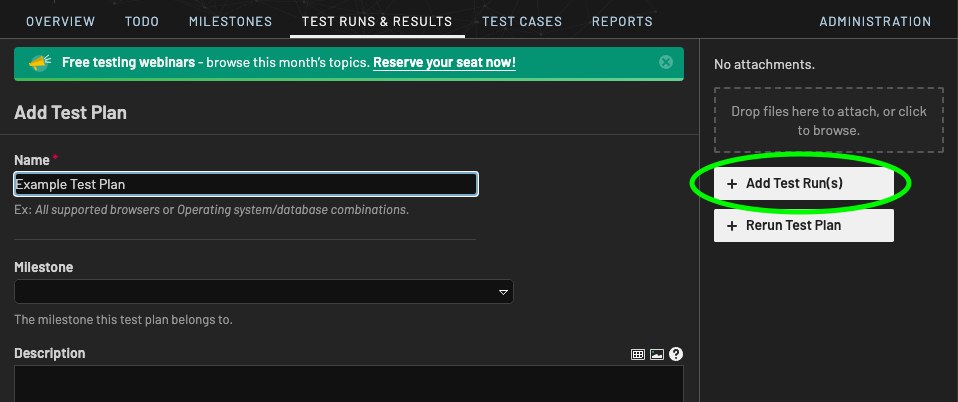 OVERVIEW TODO MILESTONES TEST RUNS & RESULTS TEST CASES REPORTS ADMINISTRATION
Free testing webinars - browse this month's topics. Reserve your seat now!
Add Test Plan
Name *
Example Test Plan
Ex: All supported browsers or Operating system/database combinations.
Milestone
The milestone this test plan belongs to.
Description
?
No attachments.
Drop files here to attach, or click
to browse.
+ Add Test Run(s)
+ Rerun Test Plan